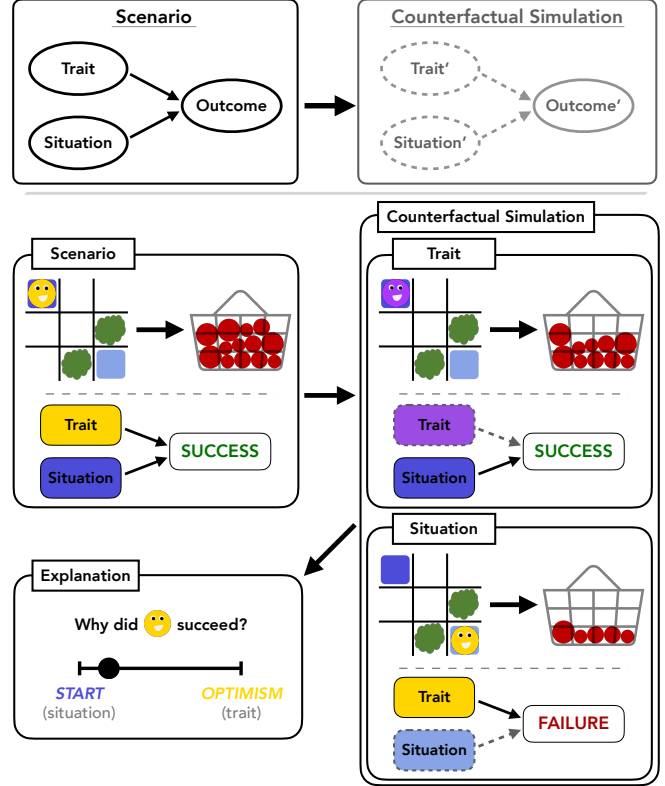 Scenario
Trait
Situation
Outcome
Counterfactual Simulation
Trait′
Situation′
Outcome′
Scenario
Trait
Situation
SUCCESS
Counterfactual Simulation
Trait
Trait
Situation
SUCCESS
Situation
Trait
Situation
FAILURE
Explanation
Why did succeed?
START OPTIMISM
(situation) (trait)